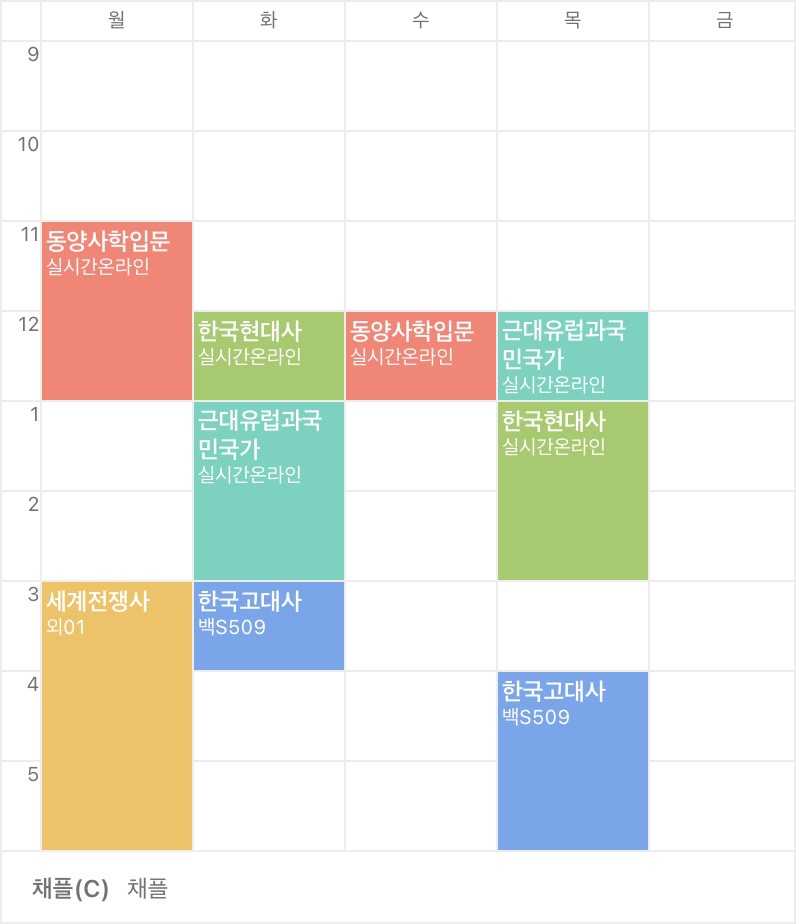 월 화 수 목 금
9
10
11
동양사학입문
실시간온라인
12
한국현대사
실시간온라인
동양사학입문
실시간온라인
근대유럽과국
민국가
실시간온라인
1
근대유럽과국
민국가
실시간온라인
한국현대사
실시간온라인
2
3
세계전쟁사
외01
한국고대사
백S509
4
한국고대사
백S509
5
채플(C) 채플